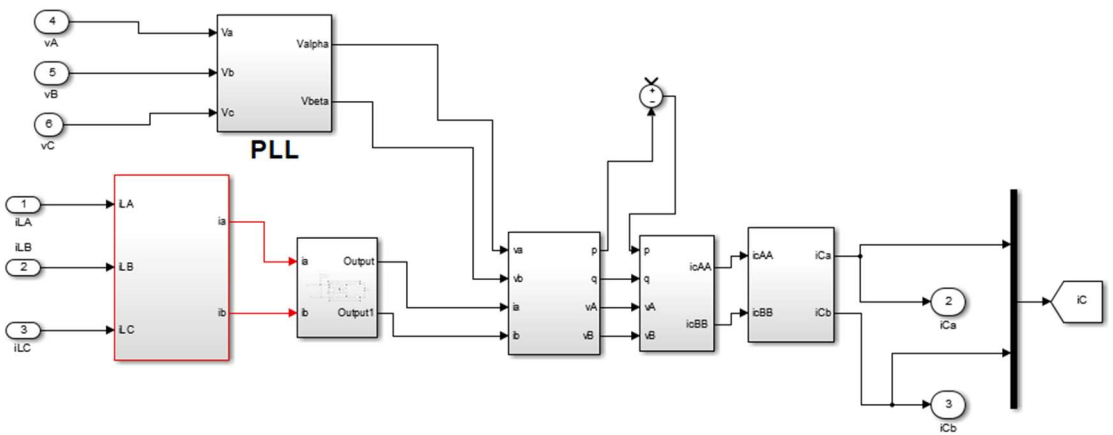 4
vA
5
vB
6
vC
Va
Vb
Vc
Valpha
Vbeta
PLL
1
iLA
iLB
2
3
iLC
iLA
iLB
iLC
ia
ib
ia
ib
Output
Output1
va
vb
ia
ib
p
q
vA
vB
+
−
p
q
vA
vB
icAA
icBB
icAA
icBB
iCa
iCb
2
iCa
3
iCb
iC